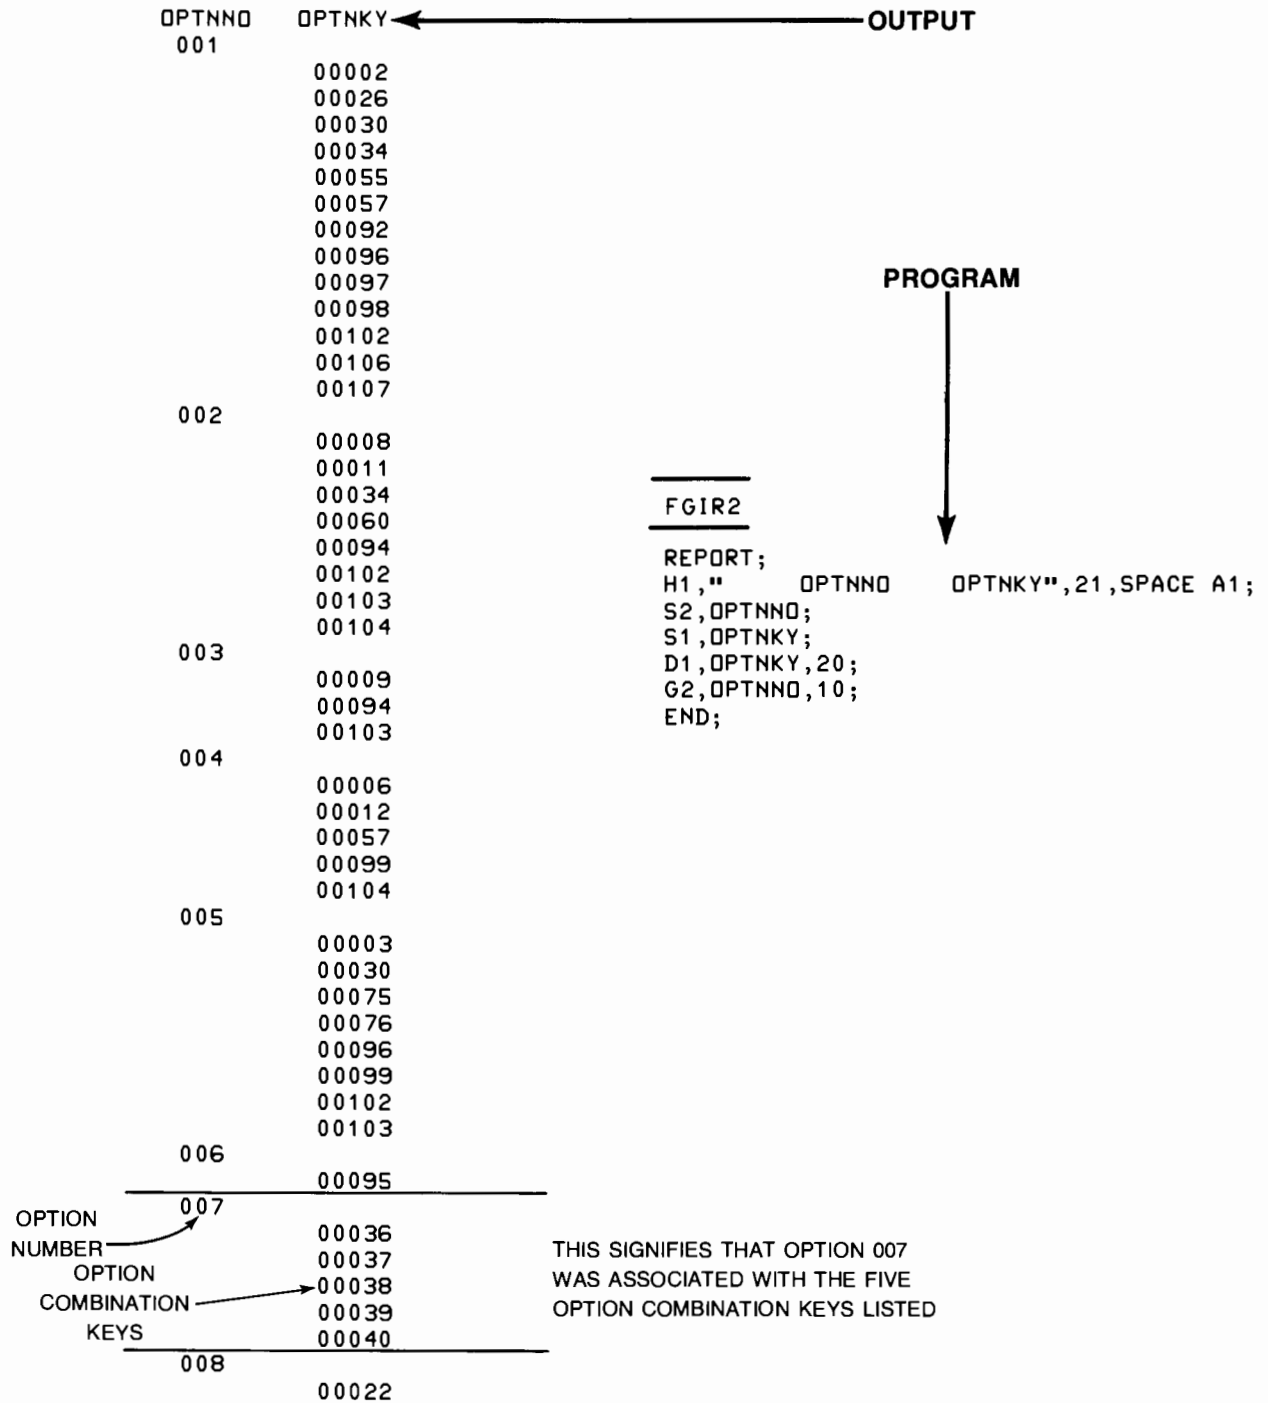 OPTNNO OPTNKY OUTPUT
001
00002
00026
00030
00034
00055
00057
00092
00096
00097
00098
00102
00106
00107
002
00008
00011
00034
00060
00094
00102
00103
00104
003
00009
00094
00103
004
00006
00012
00057
00099
00104
005
00003
00030
00075
00076
00096
00099
00102
00103
006
00095
007
00036
00037
00038
00039
00040
008
00022
PROGRAM
FGIR2
REPORT;
H1,"      OPTNNO     OPTNKY",21,SPACE A1;
S2,OPTNNO;
S1,OPTNKY;
D1,OPTNKY,20;
G2,OPTNNO,10;
END;
OPTION
NUMBER
OPTION
COMBINATION
KEYS
THIS SIGNIFIES THAT OPTION 007
WAS ASSOCIATED WITH THE FIVE
OPTION COMBINATION KEYS LISTED